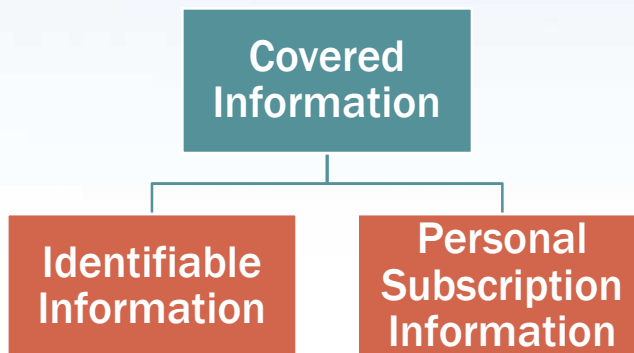 Covered
Information
Identifiable
Information
Personal
Subscription
Information